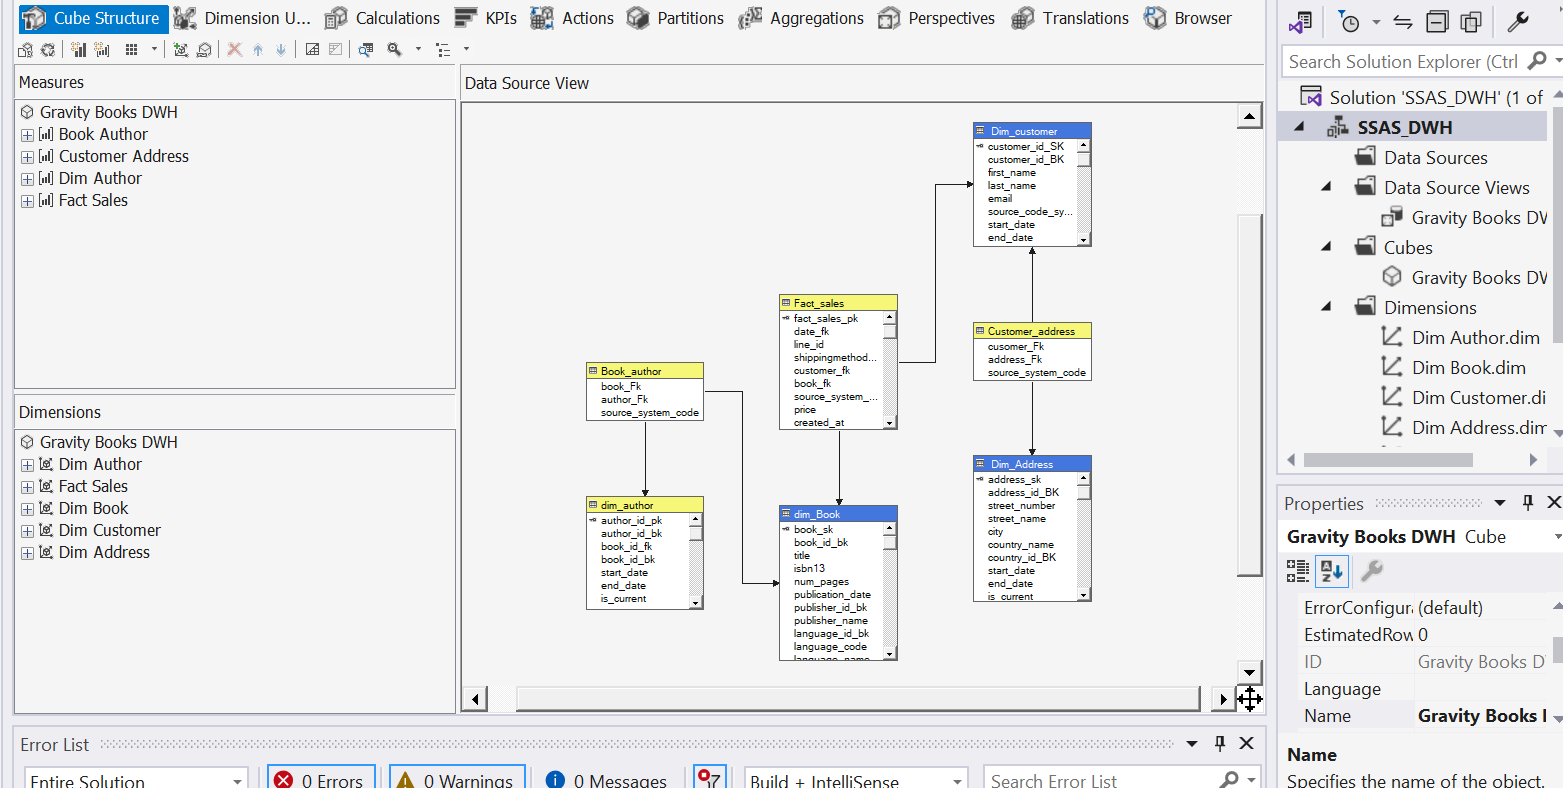 Cube Structure
Dimension U...
Calculations
KPIs
Actions
Partitions
Aggregations
Perspectives
Translations
Browser
Measures
Gravity Books DWH
Book Author
Customer Address
Dim Author
Fact Sales
Dimensions
Gravity Books DWH
Dim Author
Fact Sales
Dim Book
Dim Customer
Dim Address
Data Source View
Dim_customer
customer_id_SK
customer_id_BK
first_name
last_name
email
source_code_sy...
start_date
end_date
Fact_sales
fact_sales_pk
date_fk
line_id
shippingmethod...
customer_fk
book_fk
source_system_...
price
created_at
Customer_address
cusomer_Fk
address_Fk
source_system_code
Book_author
book_Fk
author_Fk
source_system_code
dim_author
author_id_pk
author_id_bk
book_id_fk
book_id_bk
start_date
end_date
is_current
dim_Book
book_sk
book_id_bk
title
isbn13
num_pages
publication_date
publisher_id_bk
publisher_name
language_id_bk
language_code
language_name
Dim_Address
address_sk
address_id_BK
street_number
street_name
city
country_name
country_id_BK
start_date
end_date
is_current
Search Solution Explorer (Ctrl
Solution 'SSAS_DWH' (1 of
SSAS_DWH
Data Sources
Data Source Views
Gravity Books DW
Cubes
Gravity Books DW
Dimensions
Dim Author.dim
Dim Book.dim
Dim Customer.di
Dim Address.dim
Properties
Gravity Books DWH Cube
ErrorConfigura (default)
EstimatedRow 0
ID Gravity Books D
Language
Name Gravity Books
Name
Specifies the name of the object.
Error List
Entire Solution
0 Errors
0 Warnings
0 Messages
Build + IntelliSense
Search Error List